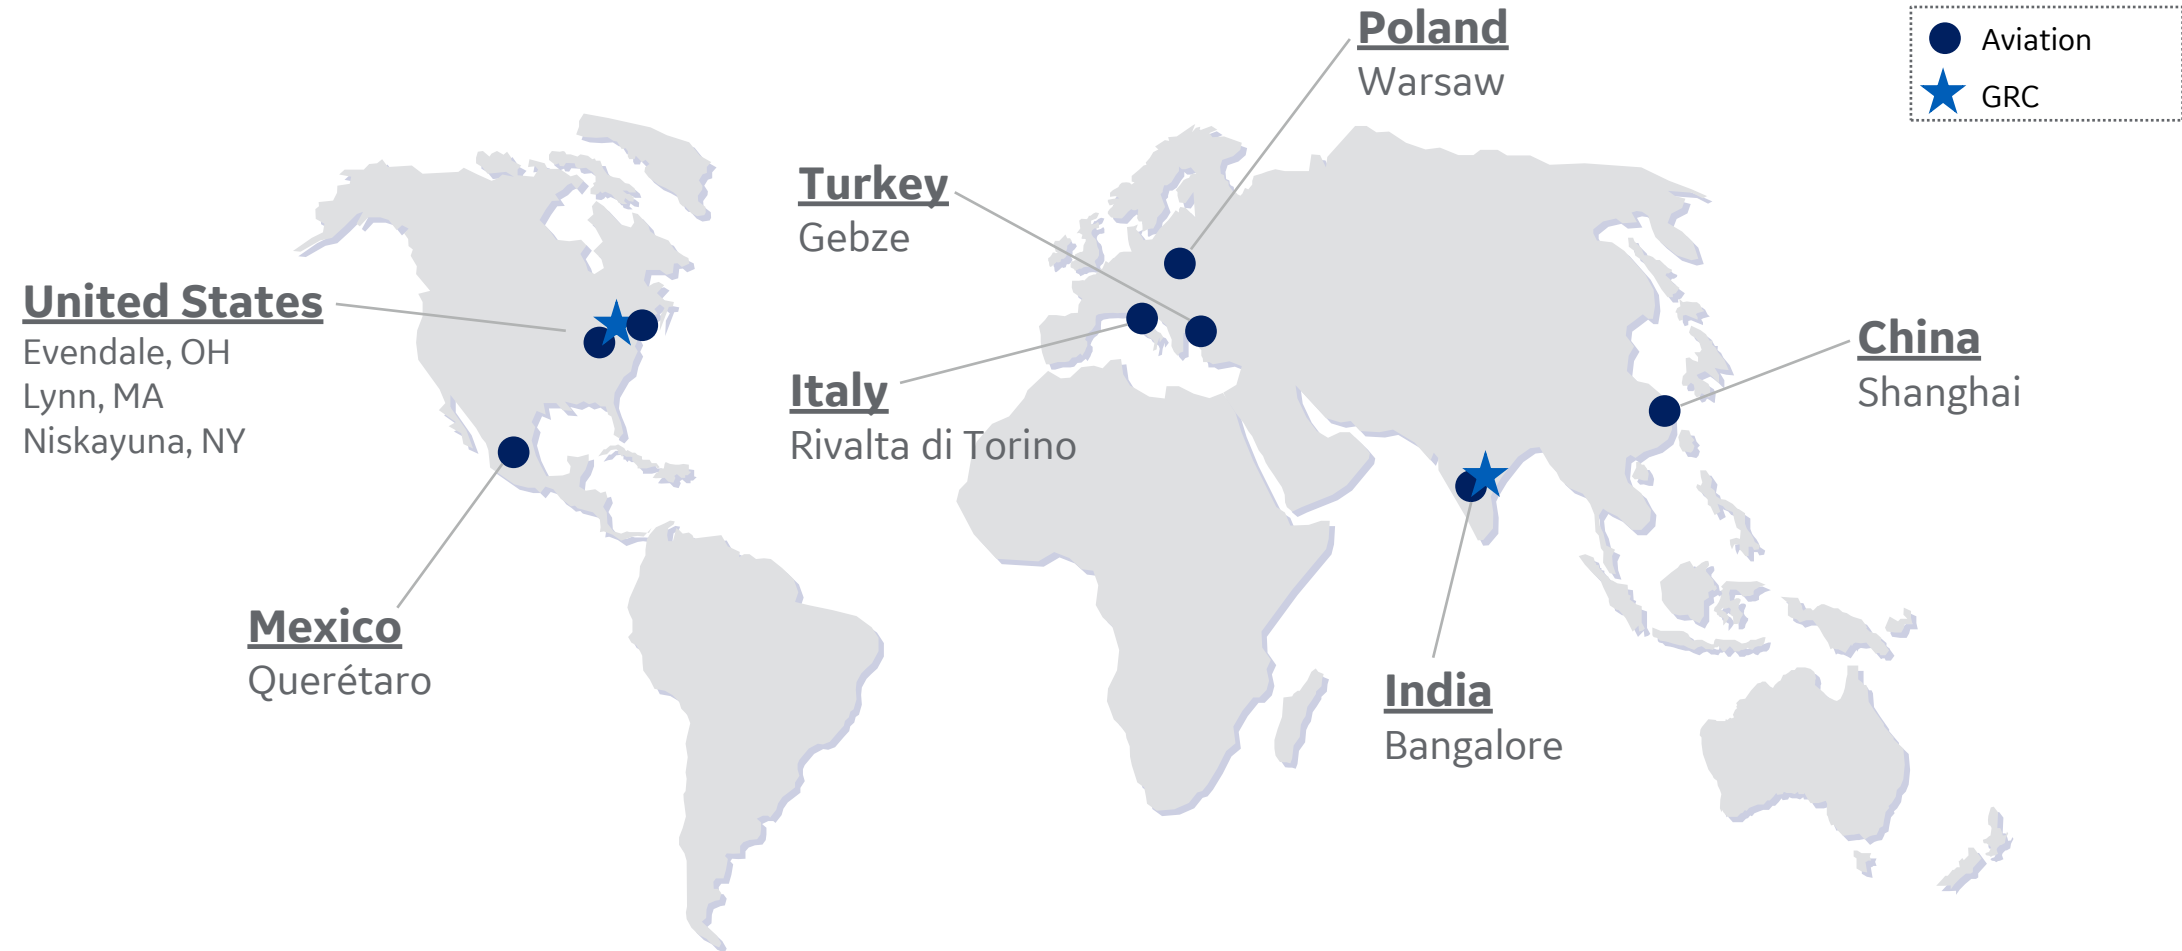 Poland
Warsaw
Aviation
GRC
Turkey
Gebze
United States
Evendale, OH
Lynn, MA
Niskayuna, NY
Italy
Rivalta di Torino
China
Shanghai
Mexico
Querétaro
India
Bangalore